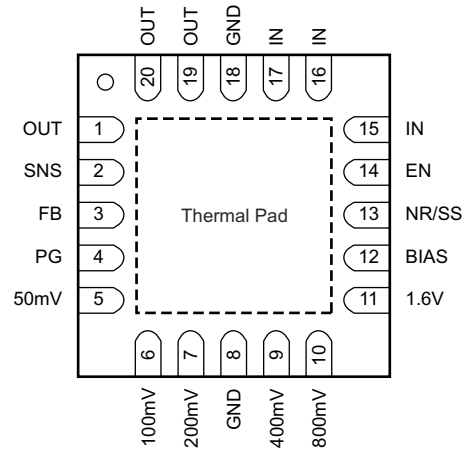 OUT OUT GND IN IN
20 19 18 17 16
OUT 1 15 IN
SNS 2 14 EN
FB 3 Thermal Pad 13 NR/SS
PG 4 12 BIAS
50mV 5 11 1.6V
6 7 8 9 10
100mV 200mV GND 400mV 800mV